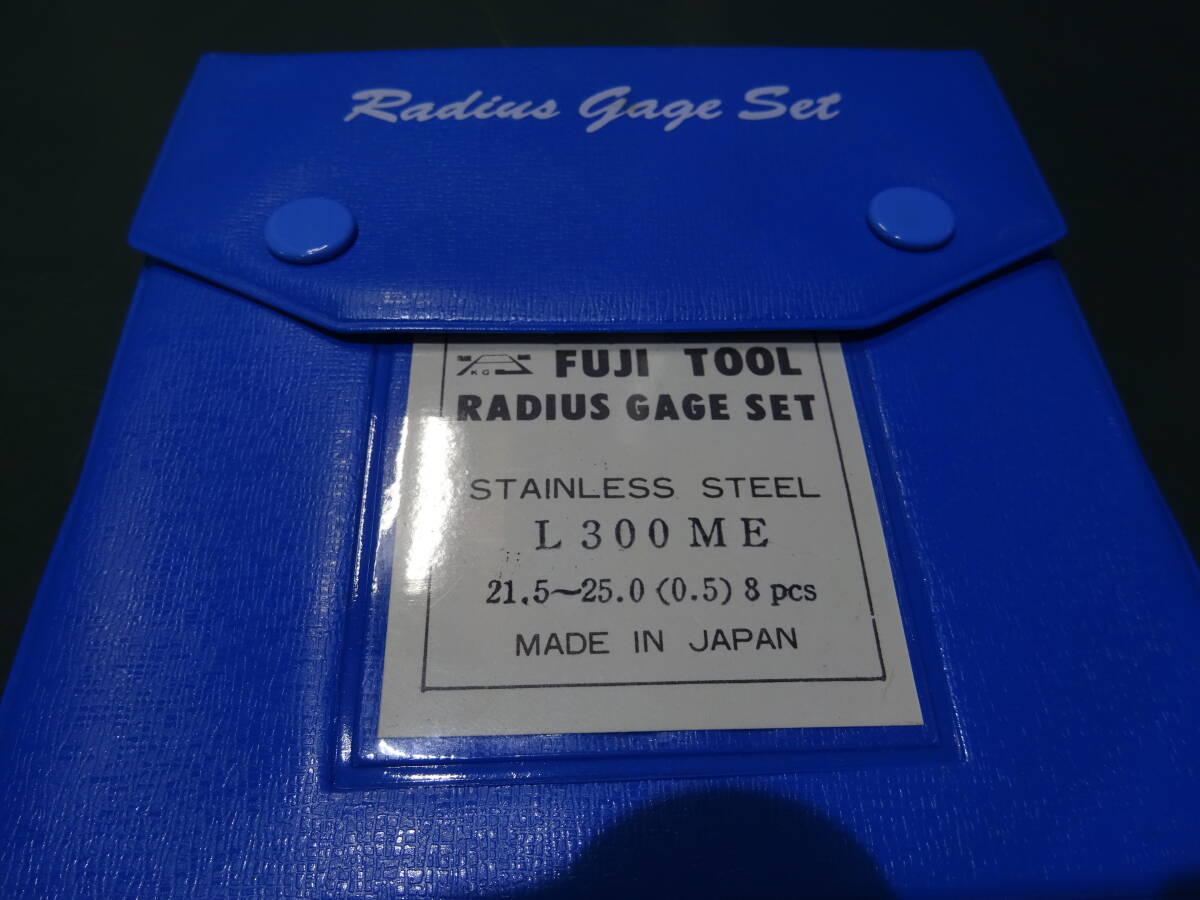 Radius Gage Set
KG FUJI TOOL
RADIUS GAGE SET
STAINLESS STEEL
L300ME
21.5~25.0 (0.5) 8 pcs
MADE IN JAPAN